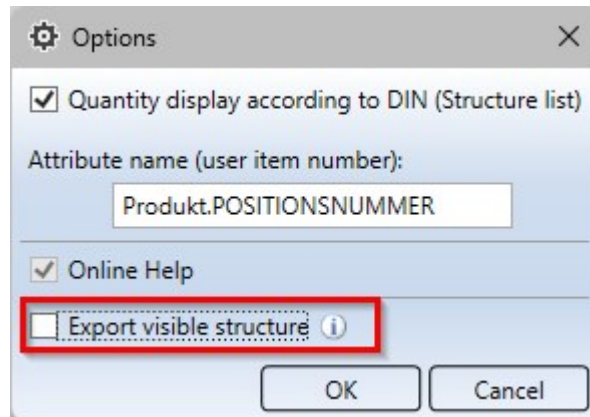 Options
Quantity display according to DIN (Structure list)
Attribute name (user item number):
Produkt.POSITIONSNUMMER
Online Help
Export visible structure
OK Cancel